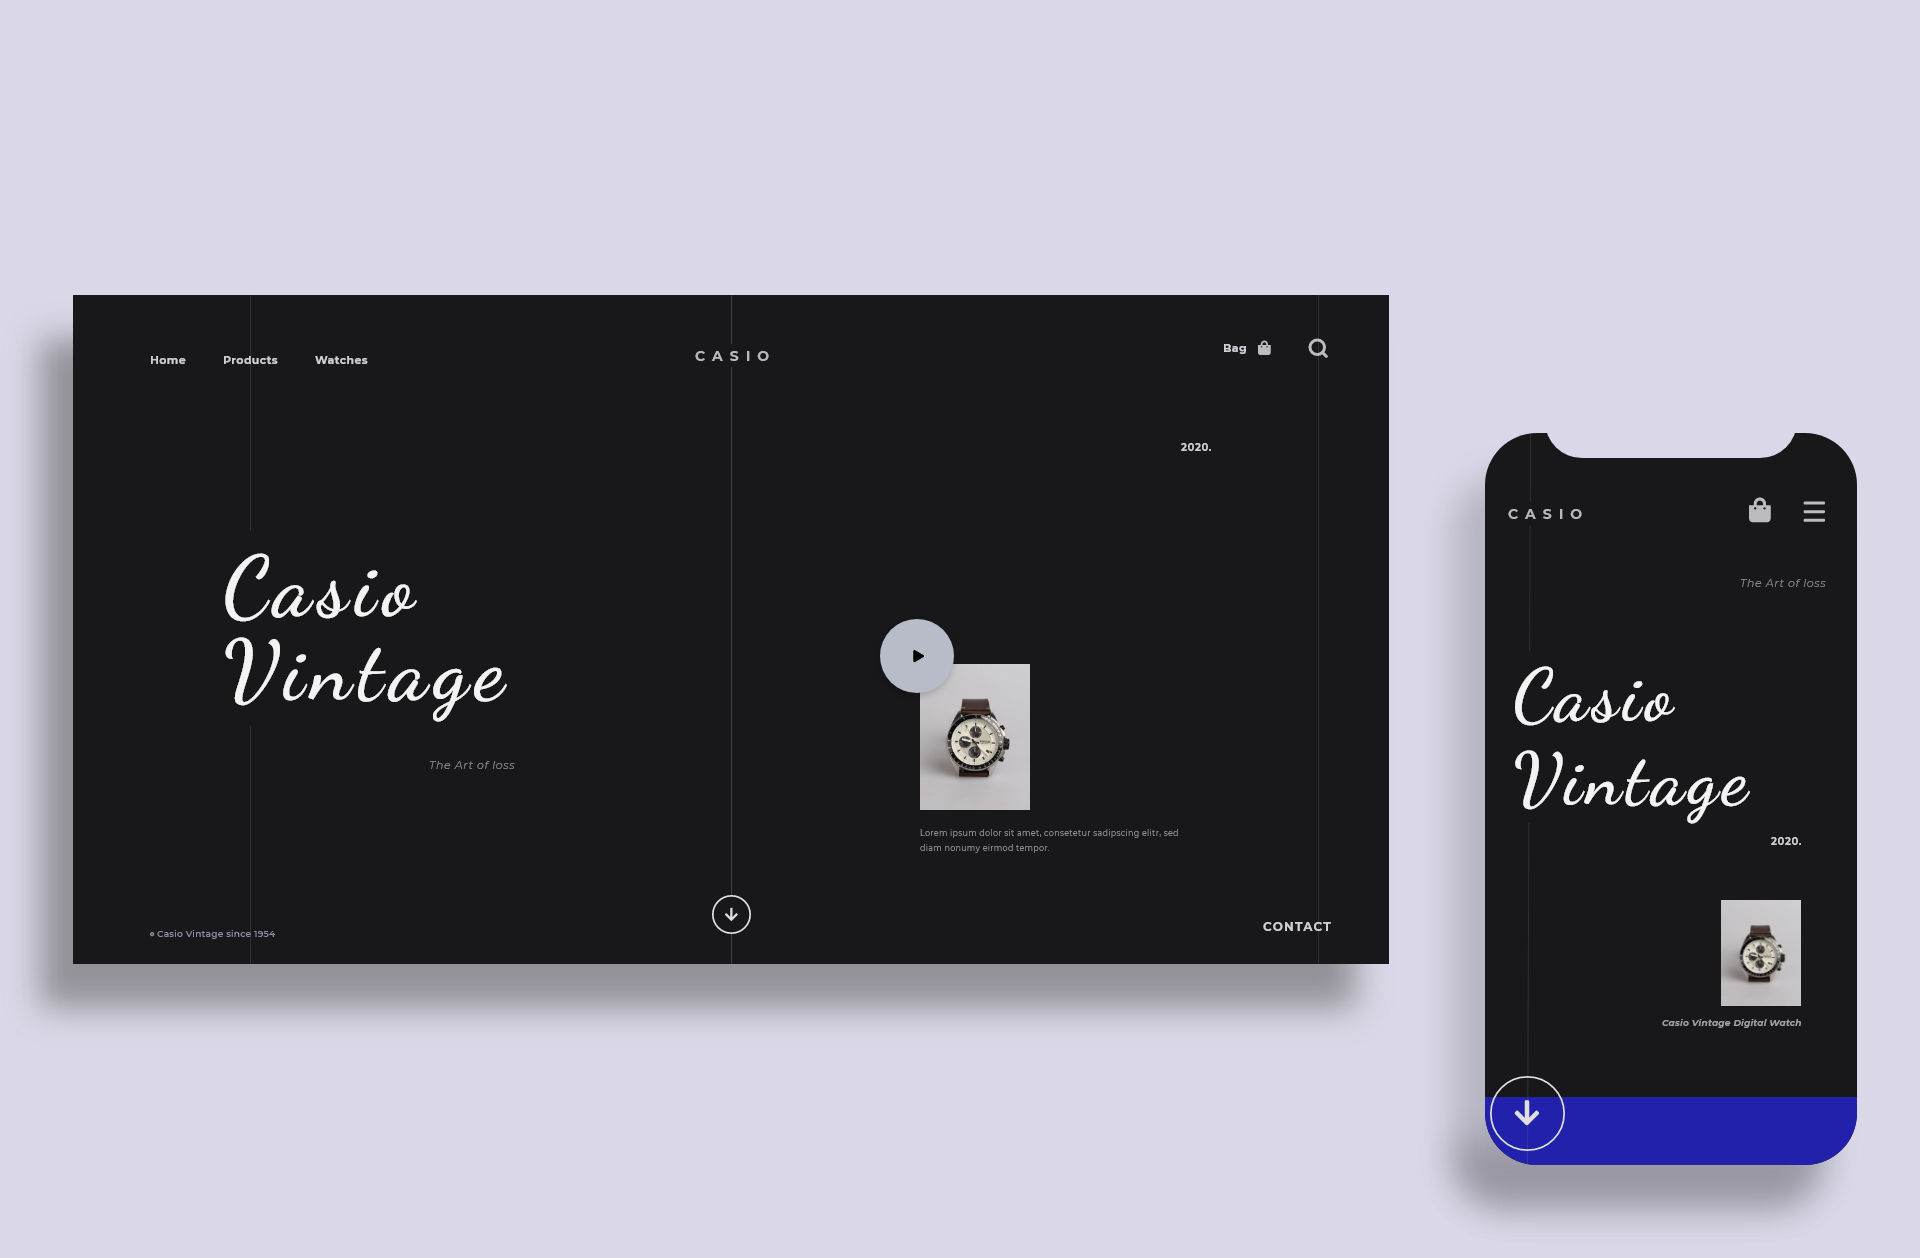 Home Products Watches
CASIO
Bag
2020.
Casio
Vintage
The Art of loss
Lorem ipsum dolor sit amet, consetetur sadipscing elitr, sed
diam nonumy eirmod tempor.
Casio Vintage since 1954
CONTACT
CASIO
The Art of loss
Casio
Vintage
2020.
Casio Vintage Digital Watch